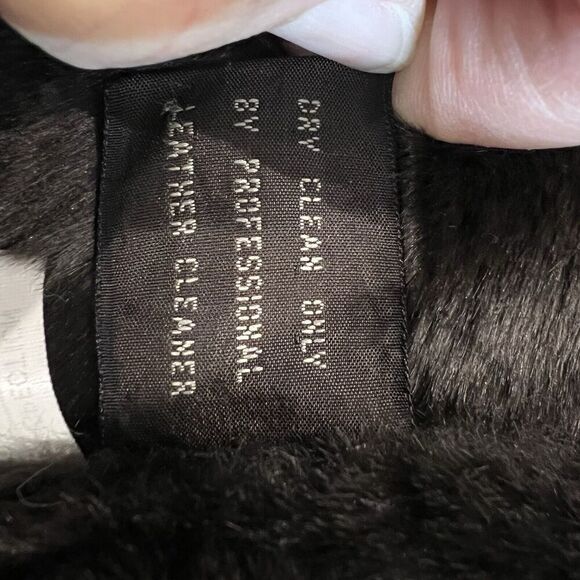 DRY CLEAN ONLY
BY PROFESSIONAL
LEATHER CLEANER